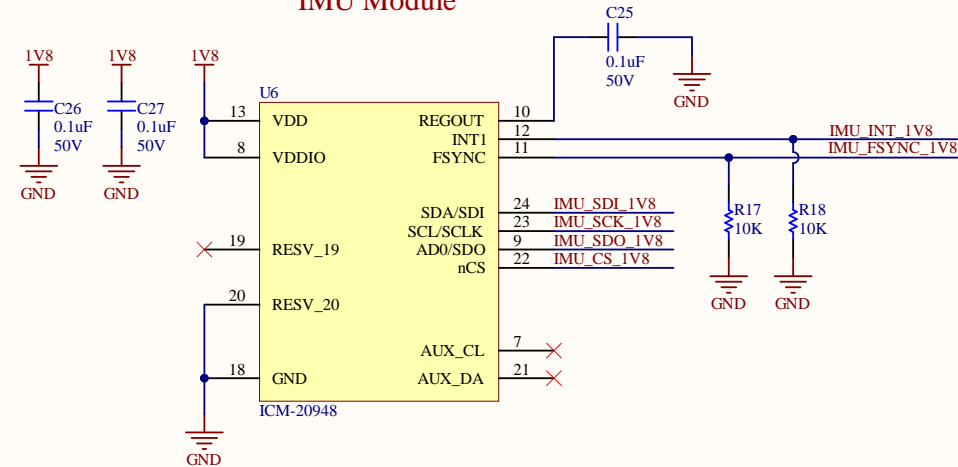 IMU Module
C25
0.1uF
50V
GND
1V8
1V8
1V8
C26
0.1uF
50V
GND
C27
0.1uF
50V
GND
U6
13
VDD
8
VDDIO
19
RESV_19
20
RESV_20
18
GND
GND
ICM-20948
REGOUT
10
INT1
12
FSYNC
11
SDA/SDI
24
IMU_SDI_1V8
SCL/SCLK
23
IMU_SCK_1V8
AD0/SDO
9
IMU_SDO_1V8
nCS
22
IMU_CS_1V8
AUX_CL
7
AUX_DA
21
IMU_INT_1V8
IMU_FSYNC_1V8
R17
10K
GND
R18
10K
GND